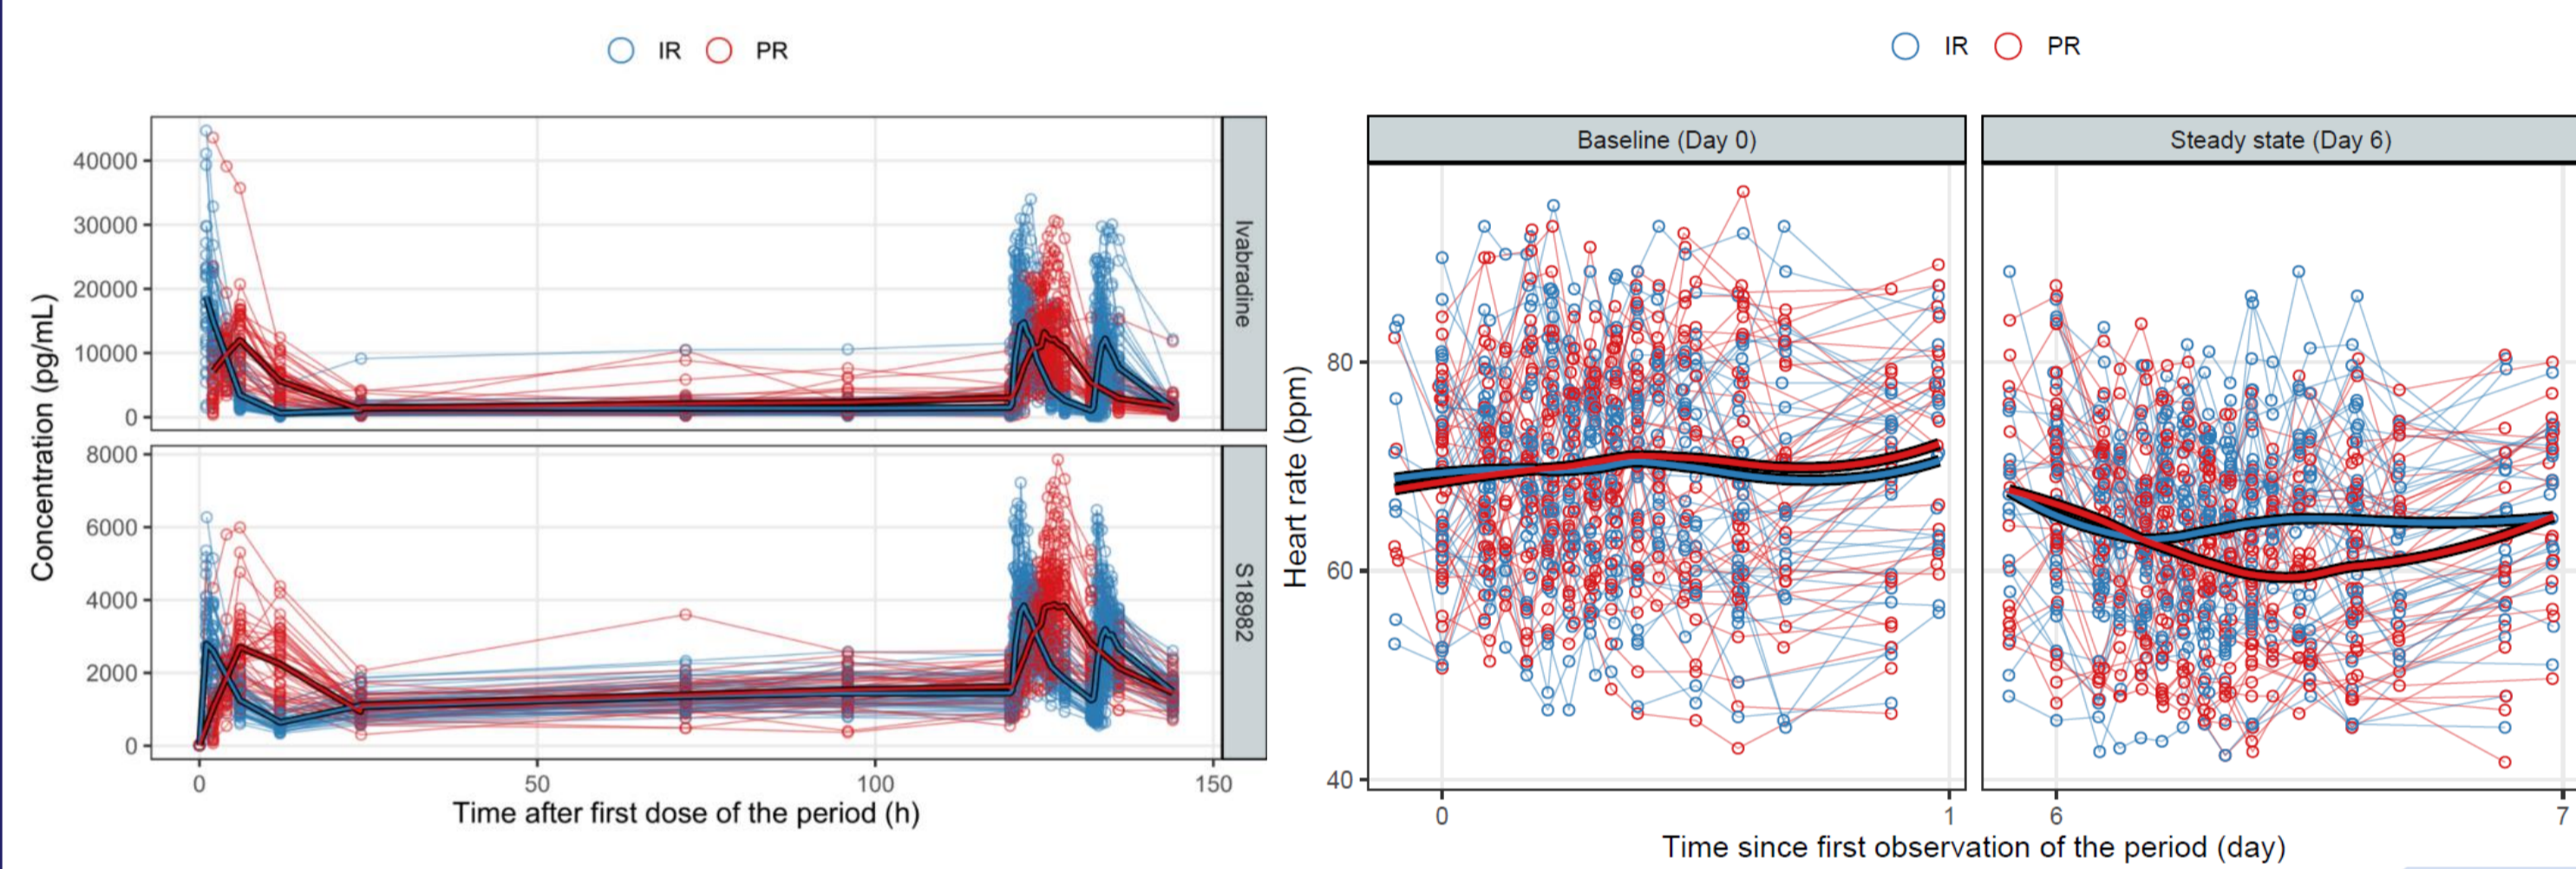 IR PR
40000
30000
20000
10000
0
Ivabradine
8000
6000
4000
2000
0
S18982
Concentration (pg/mL)
0 50 100 150
Time after first dose of the period (h)
IR PR
Baseline (Day 0) Steady state (Day 6)
80
60
40
Heart rate (bpm)
0 1 6 7
Time since first observation of the period (day)